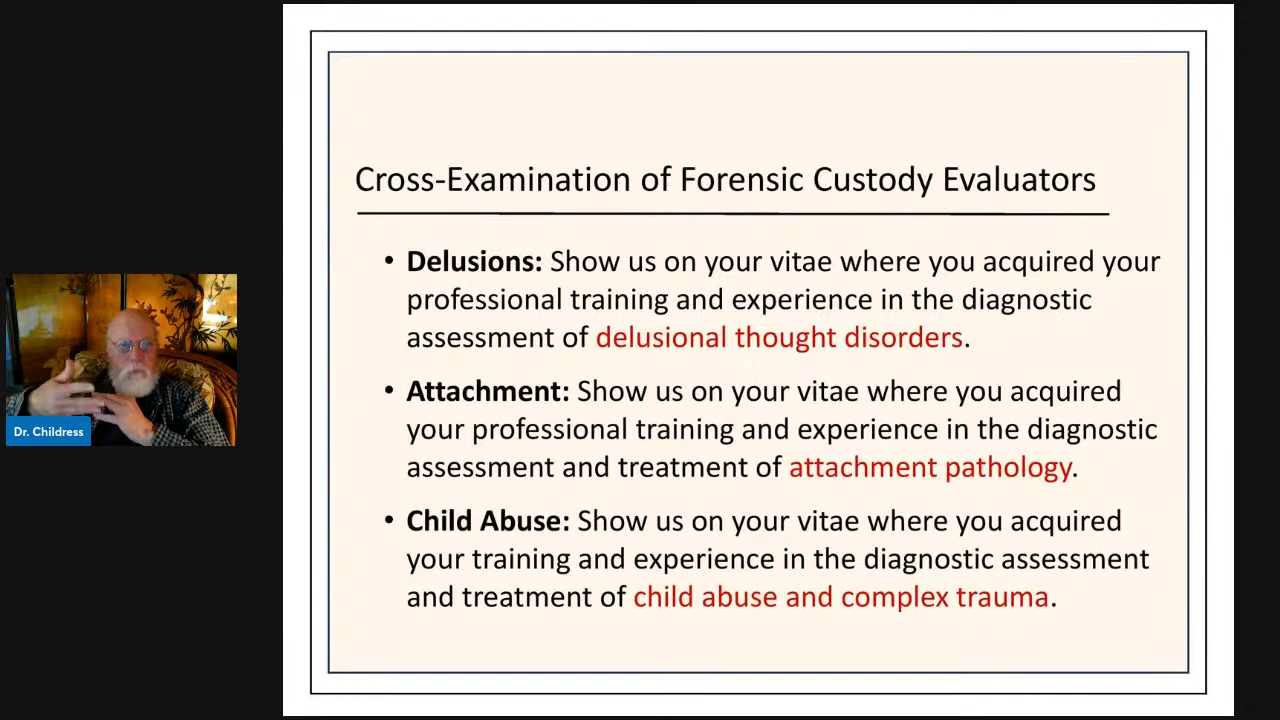 Cross-Examination of Forensic Custody Evaluators
• Delusions: Show us on your vitae where you acquired your
professional training and experience in the diagnostic
assessment of delusional thought disorders.
• Attachment: Show us on your vitae where you acquired
your professional training and experience in the diagnostic
assessment and treatment of attachment pathology.
• Child Abuse: Show us on your vitae where you acquired
your training and experience in the diagnostic assessment
and treatment of child abuse and complex trauma.
Dr. Childress